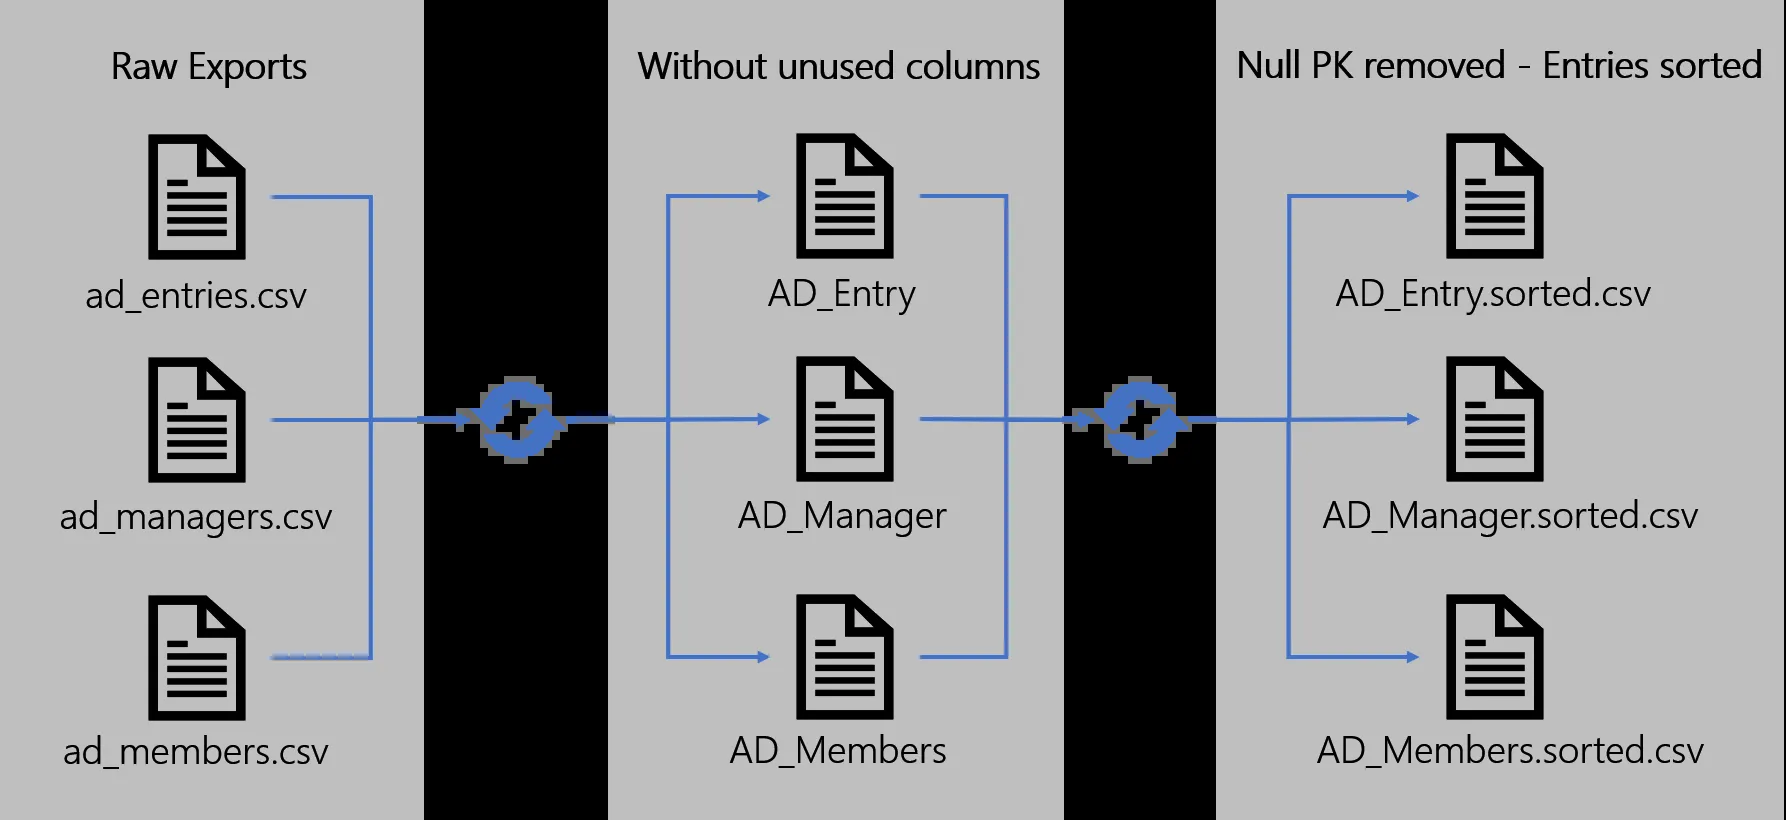 Raw Exports
ad_entries.csv
ad_managers.csv
ad_members.csv
Without unused columns
AD_Entry
AD_Manager
AD_Members
Null PK removed - Entries sorted
AD_Entry.sorted.csv
AD_Manager.sorted.csv
AD_Members.sorted.csv